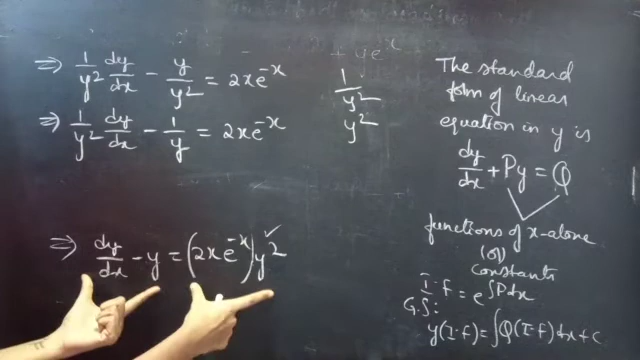 ⇒ 1/y² dy/dx − y/y² = 2xe⁻ˣ
⇒ 1/y² dy/dx − 1/y = 2xe⁻ˣ
1/y²
y²
⇒ dy/dx − y = (2xe⁻ˣ)y² ✓
The standard
form of linear
equation in y is
dy/dx + Py = Q
functions of x-alone
(or)
constants
I.f = e^∫Pdx
G.S:
y(I.f) = ∫Q(I.f)dx + c